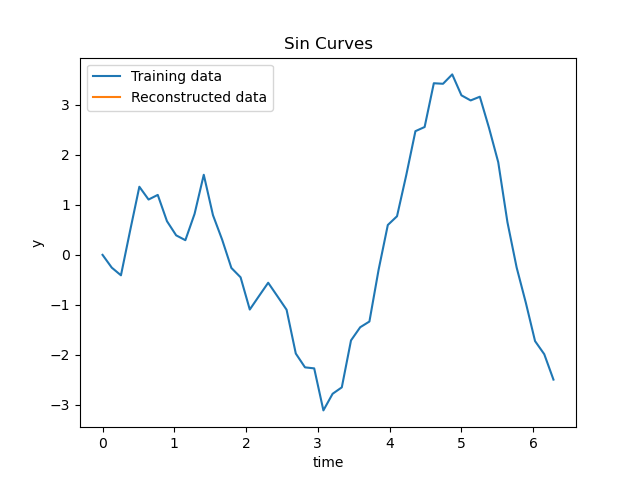 Sin Curves
Training data
Reconstructed data
y
3
2
1
0
−1
−2
−3
0 1 2 3 4 5 6
time